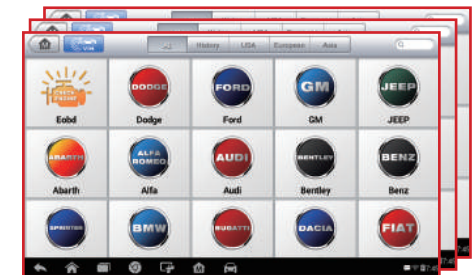 All History USA European Asia
VIN
DODGE FORD GM JEEP
Eobd Dodge Ford GM JEEP
ABARTH ALFA ROMEO AUDI BENTLEY BENZ
Abarth Alfa Audi Bentley Benz
SPRINTER BMW BUGATTI DACIA FIAT